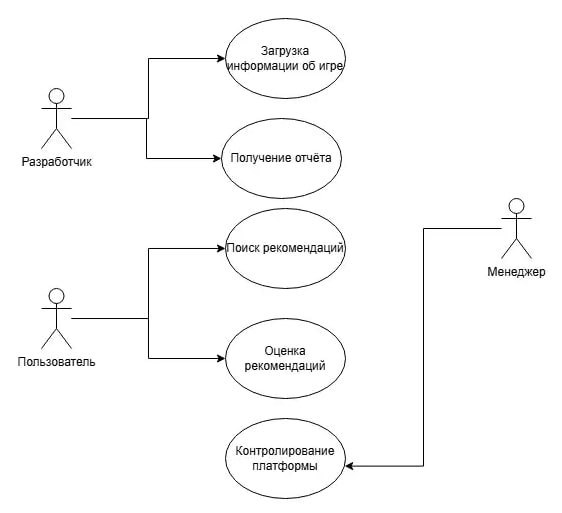 Загрузка
информации об игре
Разработчик
Получение отчёта
Поиск рекомендаций
Менеджер
Пользователь
Оценка
рекомендаций
Контролирование
платформы